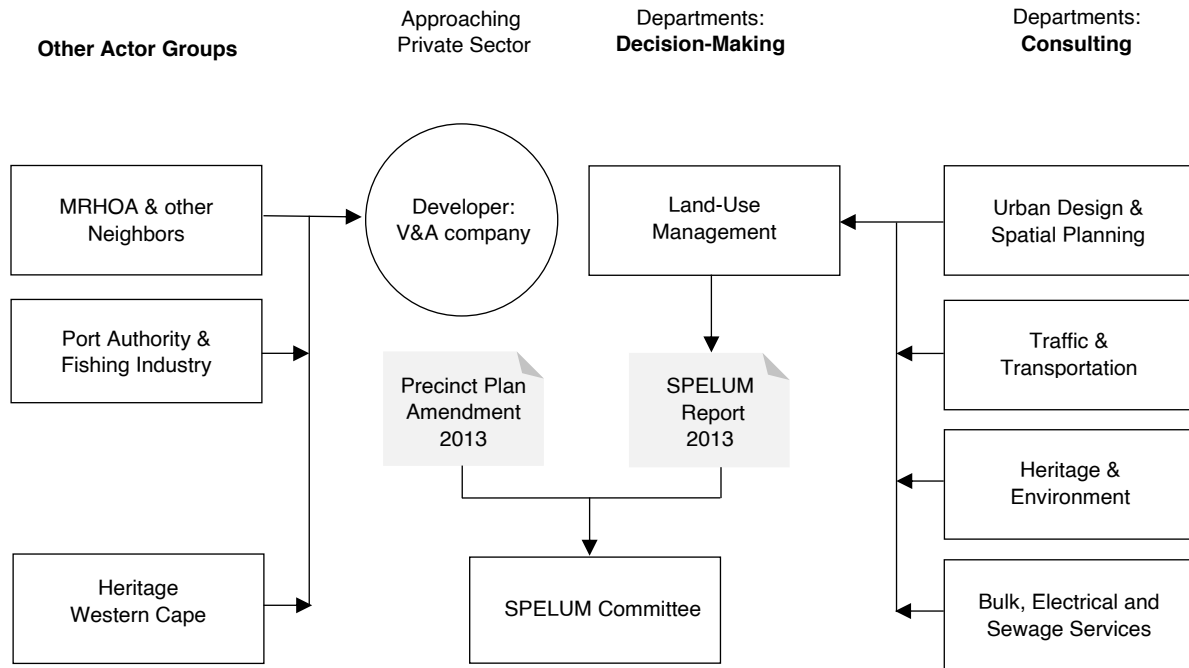 Other Actor Groups
Approaching
Private Sector
Departments:
Decision-Making
Departments:
Consulting
MRHOA & other
Neighbors
Developer:
V&A company
Land-Use
Management
Urban Design &
Spatial Planning
Port Authority &
Fishing Industry
Precinct Plan
Amendment
2013
SPELUM
Report
2013
Traffic &
Transportation
Heritage &
Environment
Heritage
Western Cape
SPELUM Committee
Bulk, Electrical and
Sewage Services